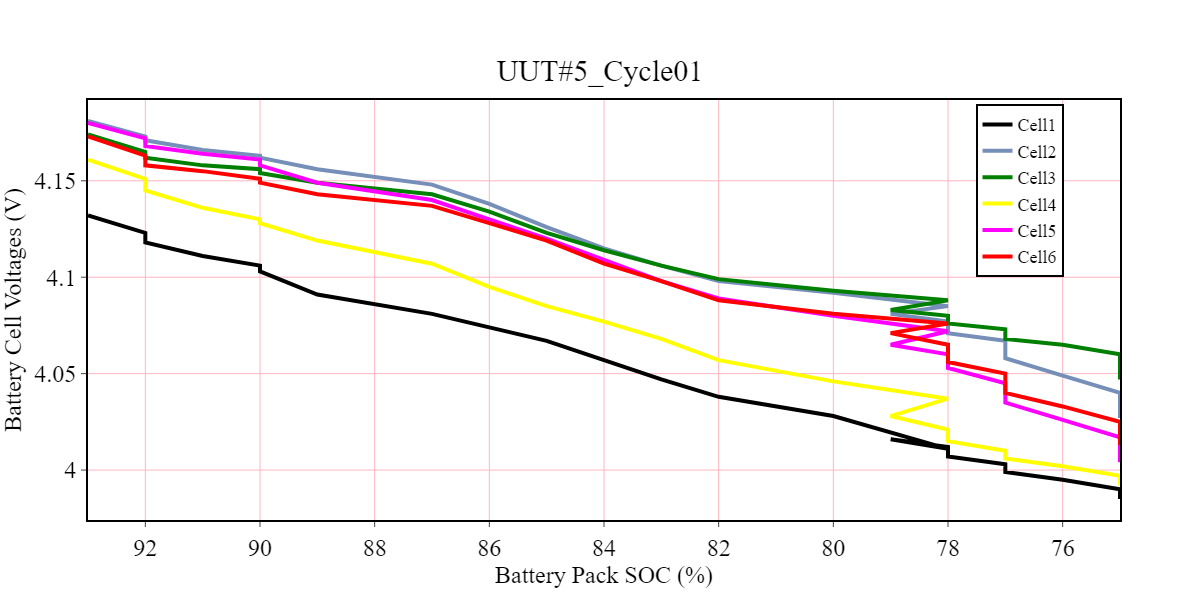 UUT#5_Cycle01
Cell1
Cell2
Cell3
Cell4
Cell5
Cell6
Battery Cell Voltages (V)
4.15
4.1
4.05
4
92 90 88 86 84 82 80 78 76
Battery Pack SOC (%)